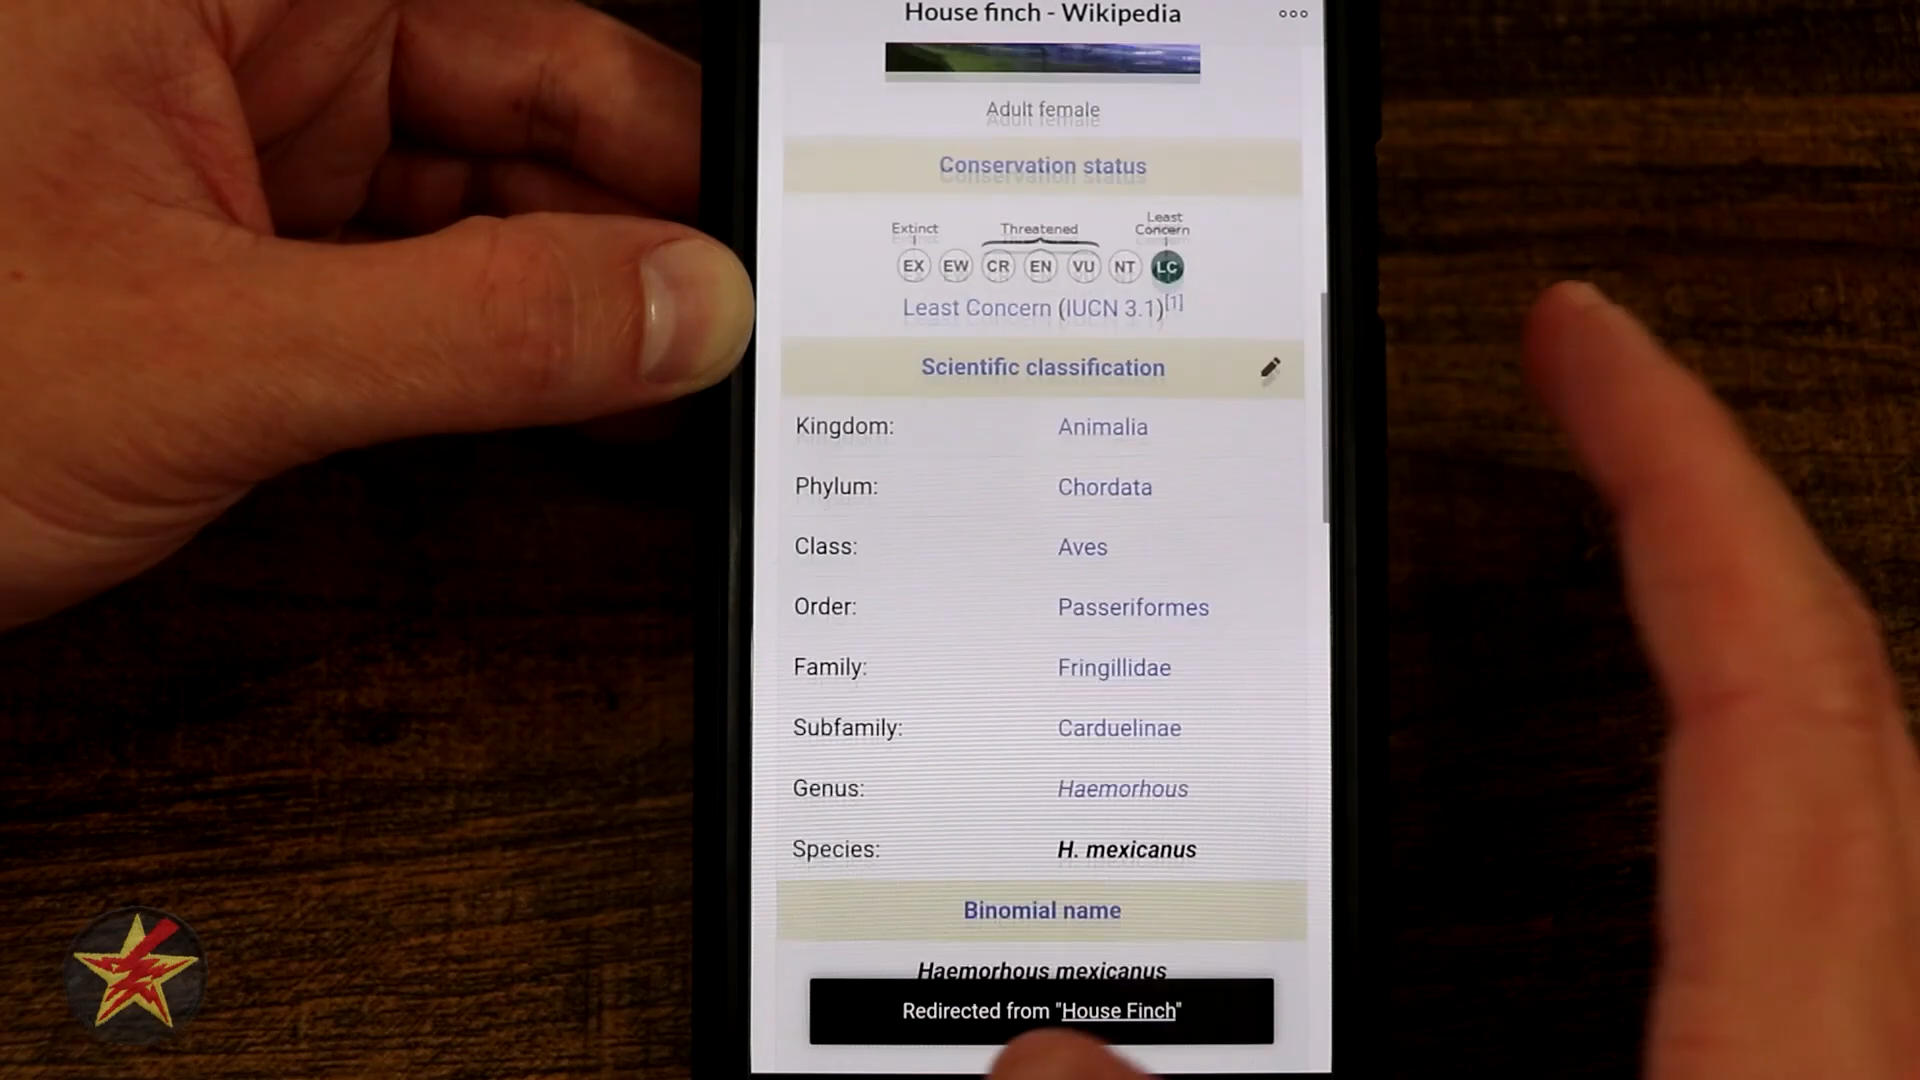 House finch - Wikipedia
Adult female
Conservation status
Extinct
Threatened
Least
Concern
EX EW CR EN VU NT LC
Least Concern (IUCN 3.1)[1]
Scientific classification
Kingdom: Animalia
Phylum: Chordata
Class: Aves
Order: Passeriformes
Family: Fringillidae
Subfamily: Carduelinae
Genus: Haemorhous
Species: H. mexicanus
Binomial name
Haemorhous mexicanus
Redirected from "House Finch"